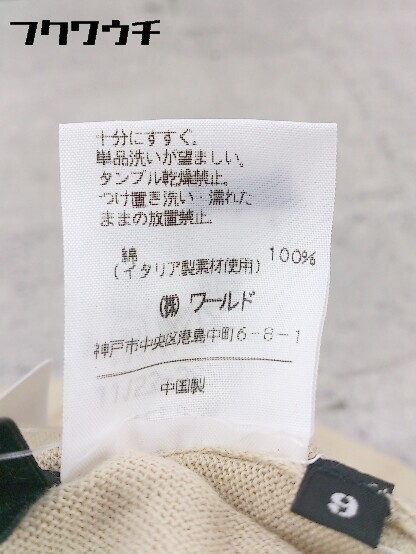 フクワウチ
十分にすすぐ。
単品洗いが望ましい。
タンブル乾燥禁止。
つけ置き洗い・濡れた
ままの放置禁止。
綿 100%
(イタリア製素材使用)
㈱ ワールド
神戸市中央区港島中町6-8-1
中国製
9